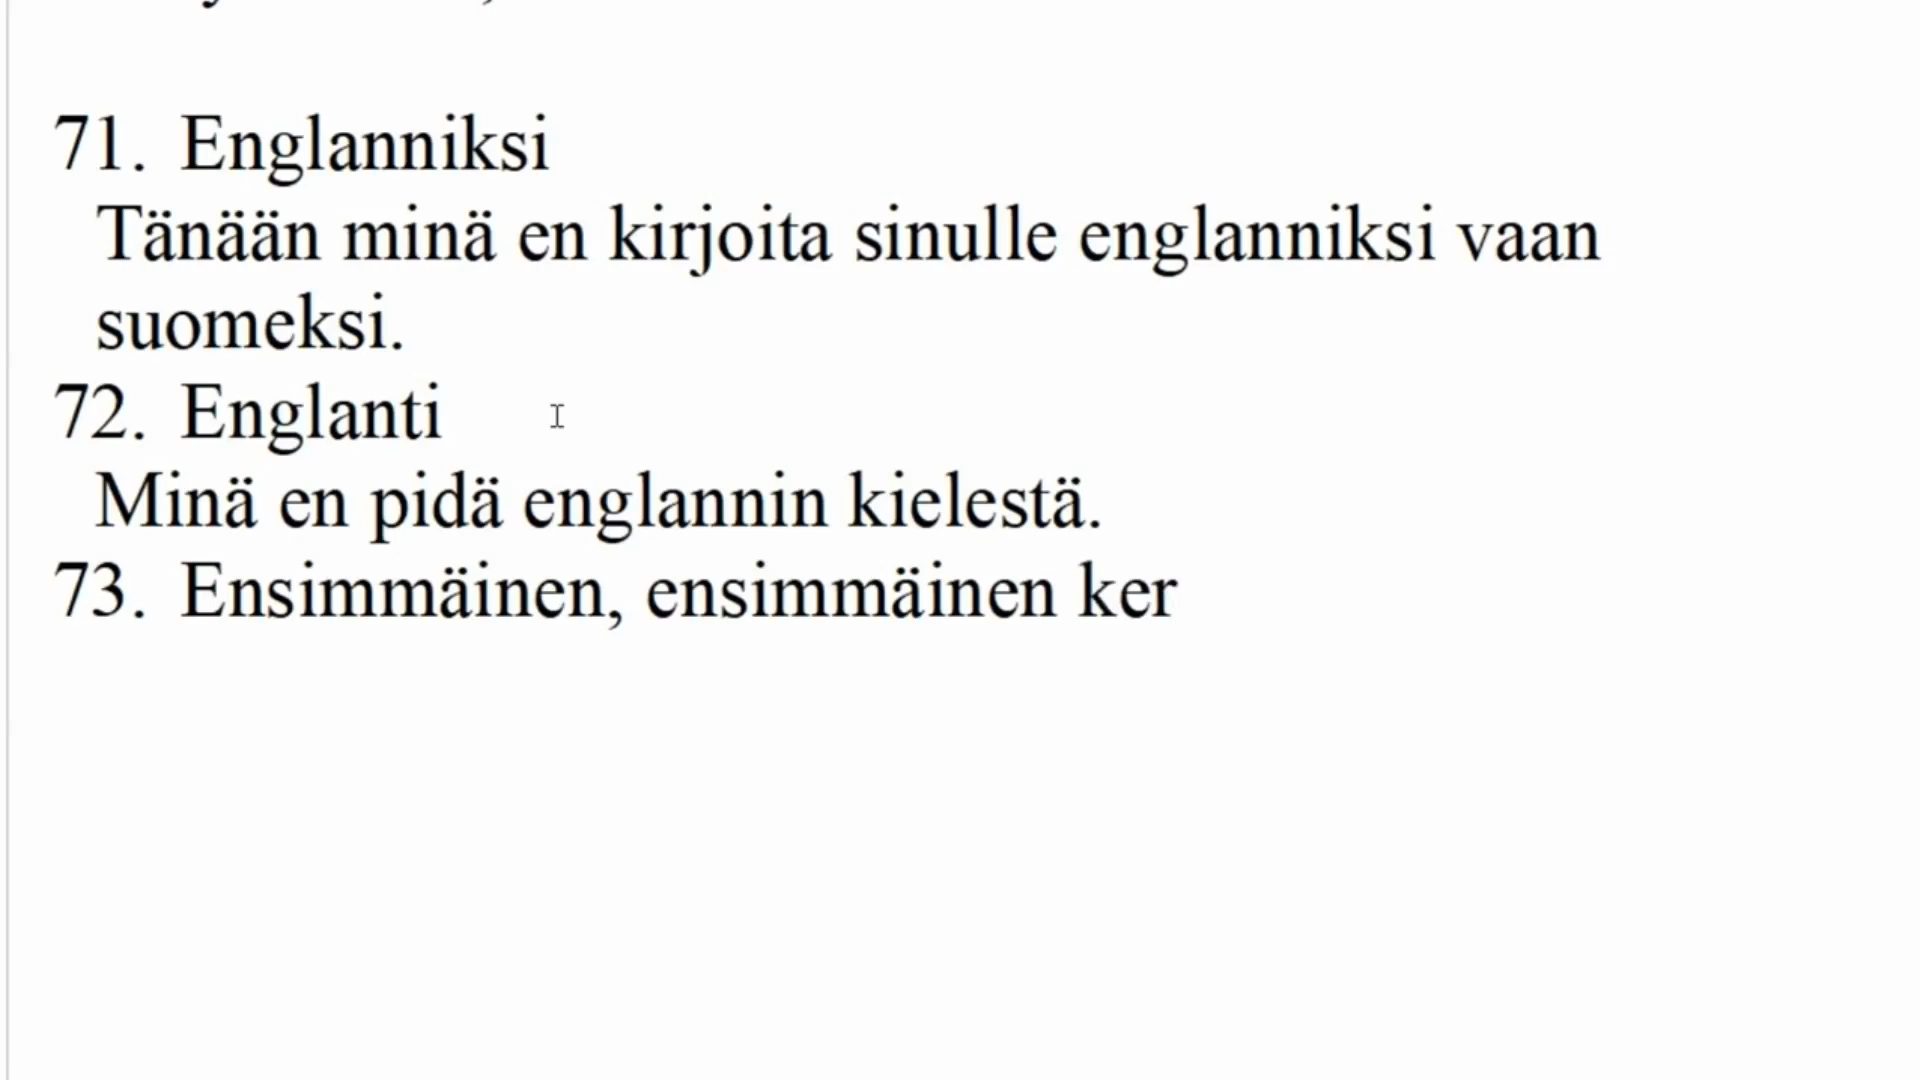 71. Englanniksi
Tänään minä en kirjoita sinulle englanniksi vaan
suomeksi.
72. Englanti
Minä en pidä englannin kielestä.
73. Ensimmäinen, ensimmäinen ker